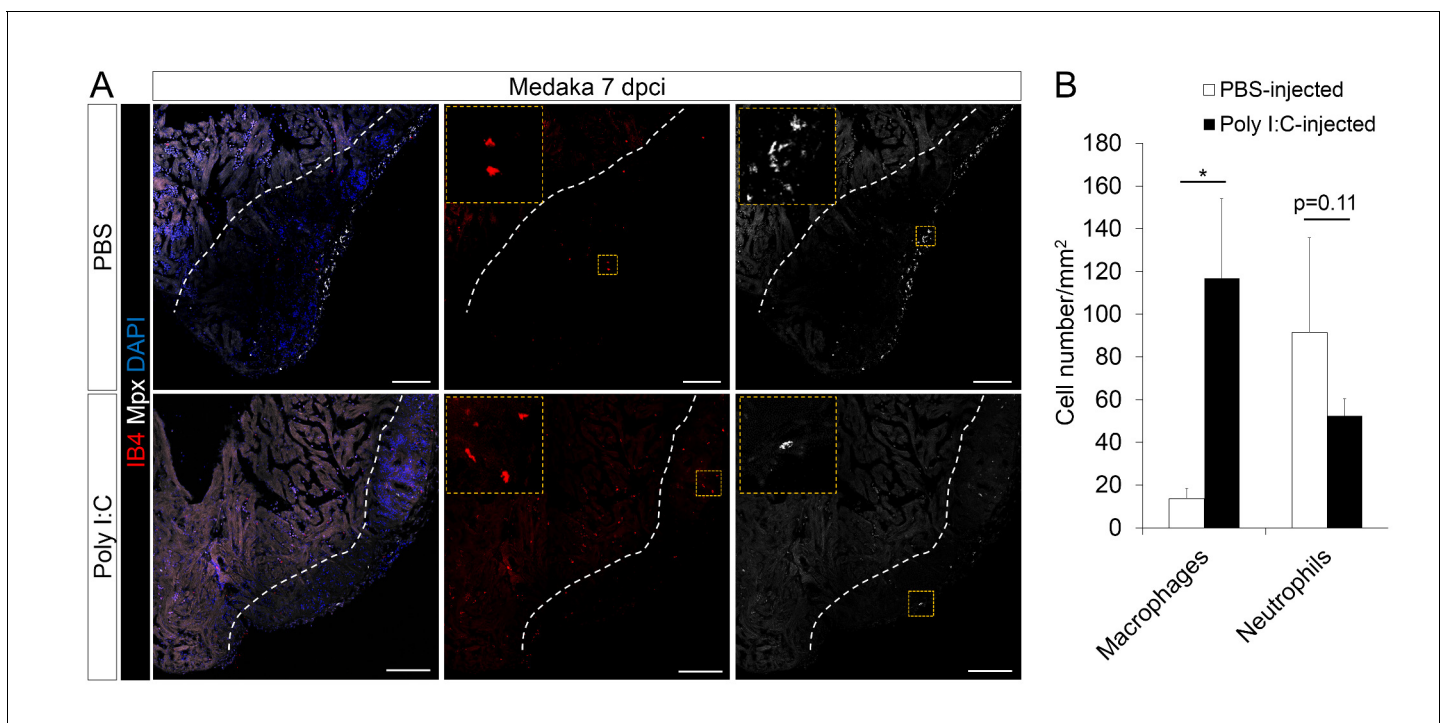 A
Medaka 7 dpci
PBS
Poly I:C
IB4 Mpx DAPI
B
PBS-injected
Poly I:C-injected
Cell number/mm²
180
160
140
120
100
80
60
40
20
0
*
p=0.11
Macrophages
Neutrophils